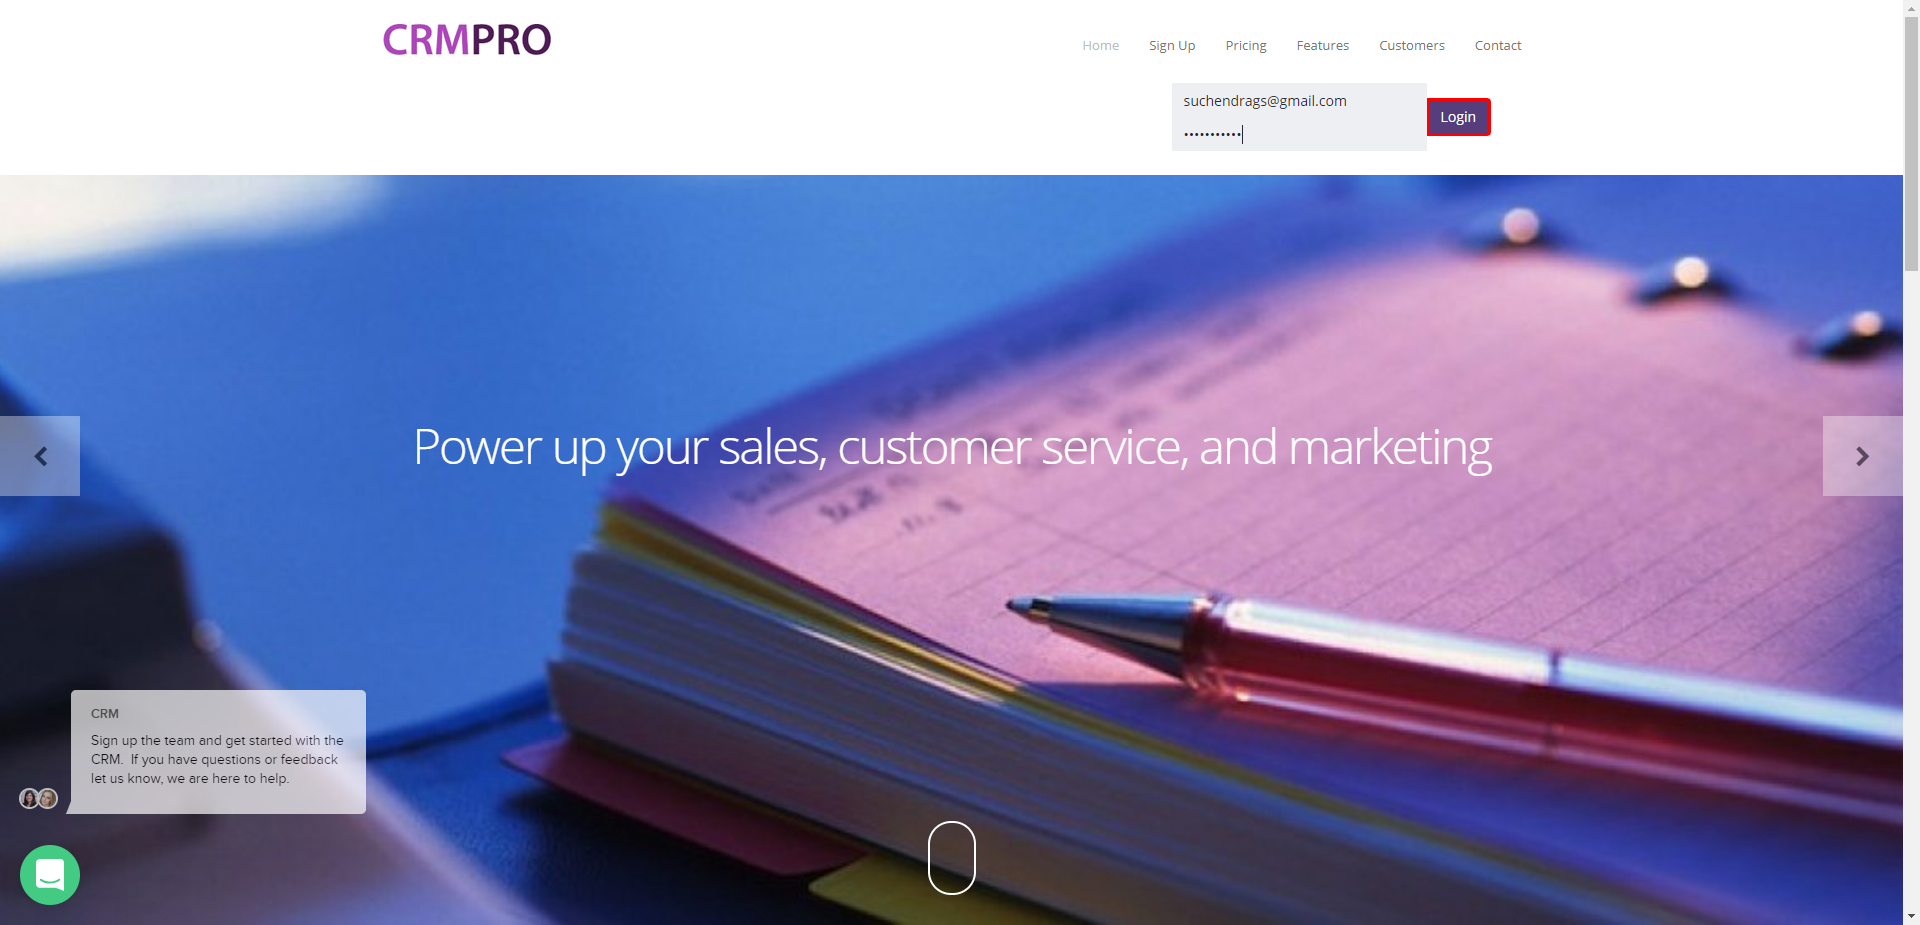 CRMPRO
Home Sign Up Pricing Features Customers Contact
suchendrags@gmail.com
•••••••••••
Login
Power up your sales, customer service, and marketing
CRM
Sign up the team and get started with the
CRM. If you have questions or feedback
let us know, we are here to help.